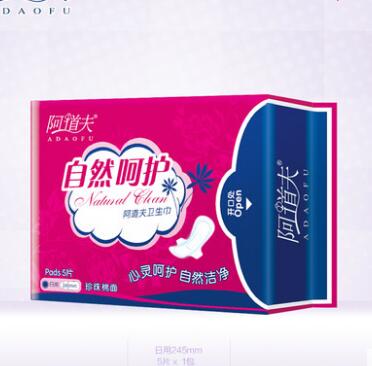 ADAOFU
阿道夫®
ADAOFU
自然呵护
Natural Clean
阿道夫卫生巾
Pads 5片
日用 245mm
珍珠棉面
心灵呵护 自然洁净
开口处
Open
阿道夫®
日用245mm
5片 x 1包